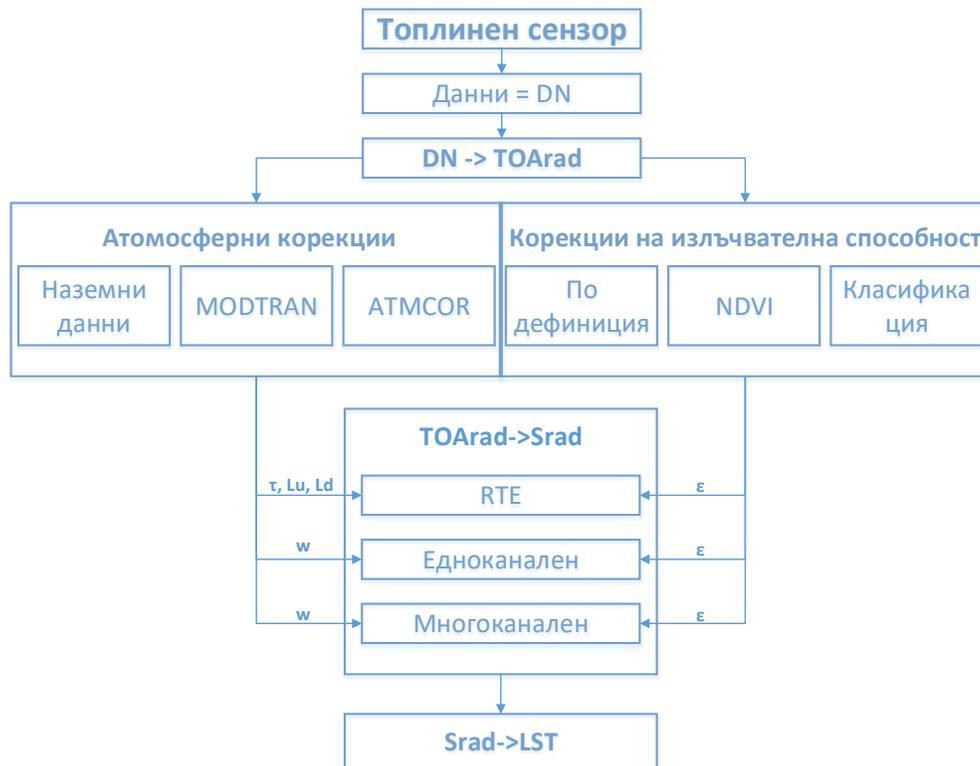 Топлинен сензор
Данни = DN
DN -> TOArad
Атомосферни корекции
Наземни
данни
MODTRAN
ATMCOR
Корекции на излъчвателна способност
По
дефиниция
NDVI
Класифика
ция
TOArad->Srad
τ, Lu, Ld
RTE
ε
w
Едноканален
ε
w
Многоканален
ε
Srad->LST